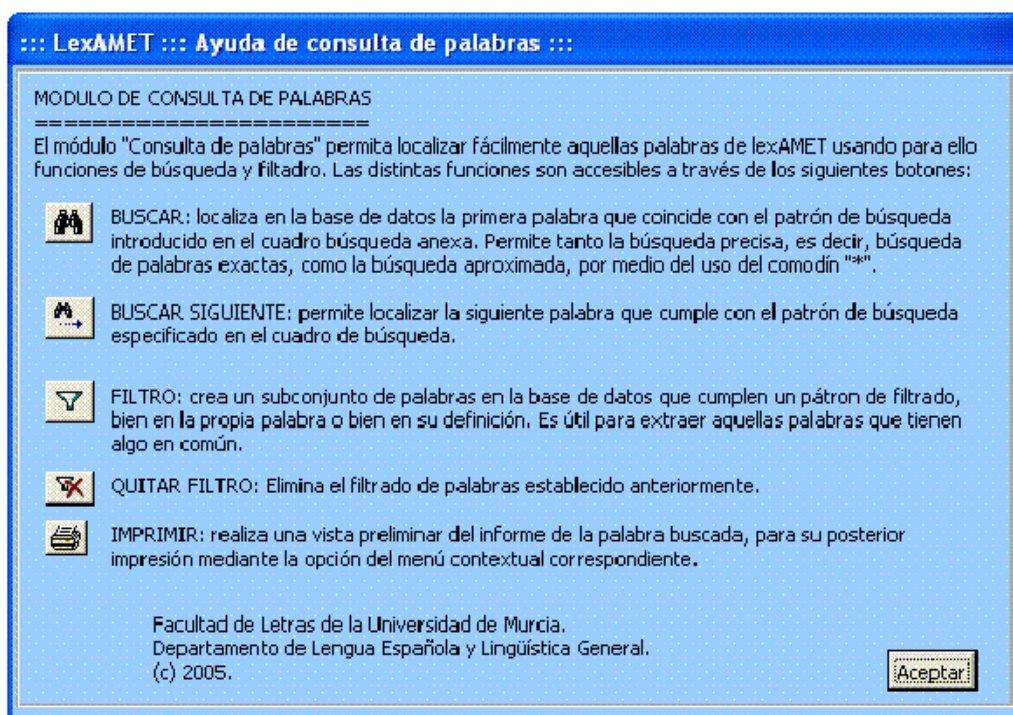 ::: LexAMET ::: Ayuda de consulta de palabras :::
MODULO DE CONSULTA DE PALABRAS
========================
El módulo "Consulta de palabras" permita localizar fácilmente aquellas palabras de lexAMET usando para ello
funciones de búsqueda y filtadro. Las distintas funciones son accesibles a través de los siguientes botones:
BUSCAR: localiza en la base de datos la primera palabra que coincide con el patrón de búsqueda
introducido en el cuadro búsqueda anexa. Permite tanto la búsqueda precisa, es decir, búsqueda
de palabras exactas, como la búsqueda aproximada, por medio del uso del comodín "*".
BUSCAR SIGUIENTE: permite localizar la siguiente palabra que cumple con el patrón de búsqueda
especificado en el cuadro de búsqueda.
FILTRO: crea un subconjunto de palabras en la base de datos que cumplen un pátron de filtrado,
bien en la propia palabra o bien en su definición. Es útil para extraer aquellas palabras que tienen
algo en común.
QUITAR FILTRO: Elimina el filtrado de palabras establecido anteriormente.
IMPRIMIR: realiza una vista preliminar del informe de la palabra buscada, para su posterior
impresión mediante la opción del menú contextual correspondiente.
Facultad de Letras de la Universidad de Murcia.
Departamento de Lengua Española y Lingüística General.
(c) 2005.
Aceptar